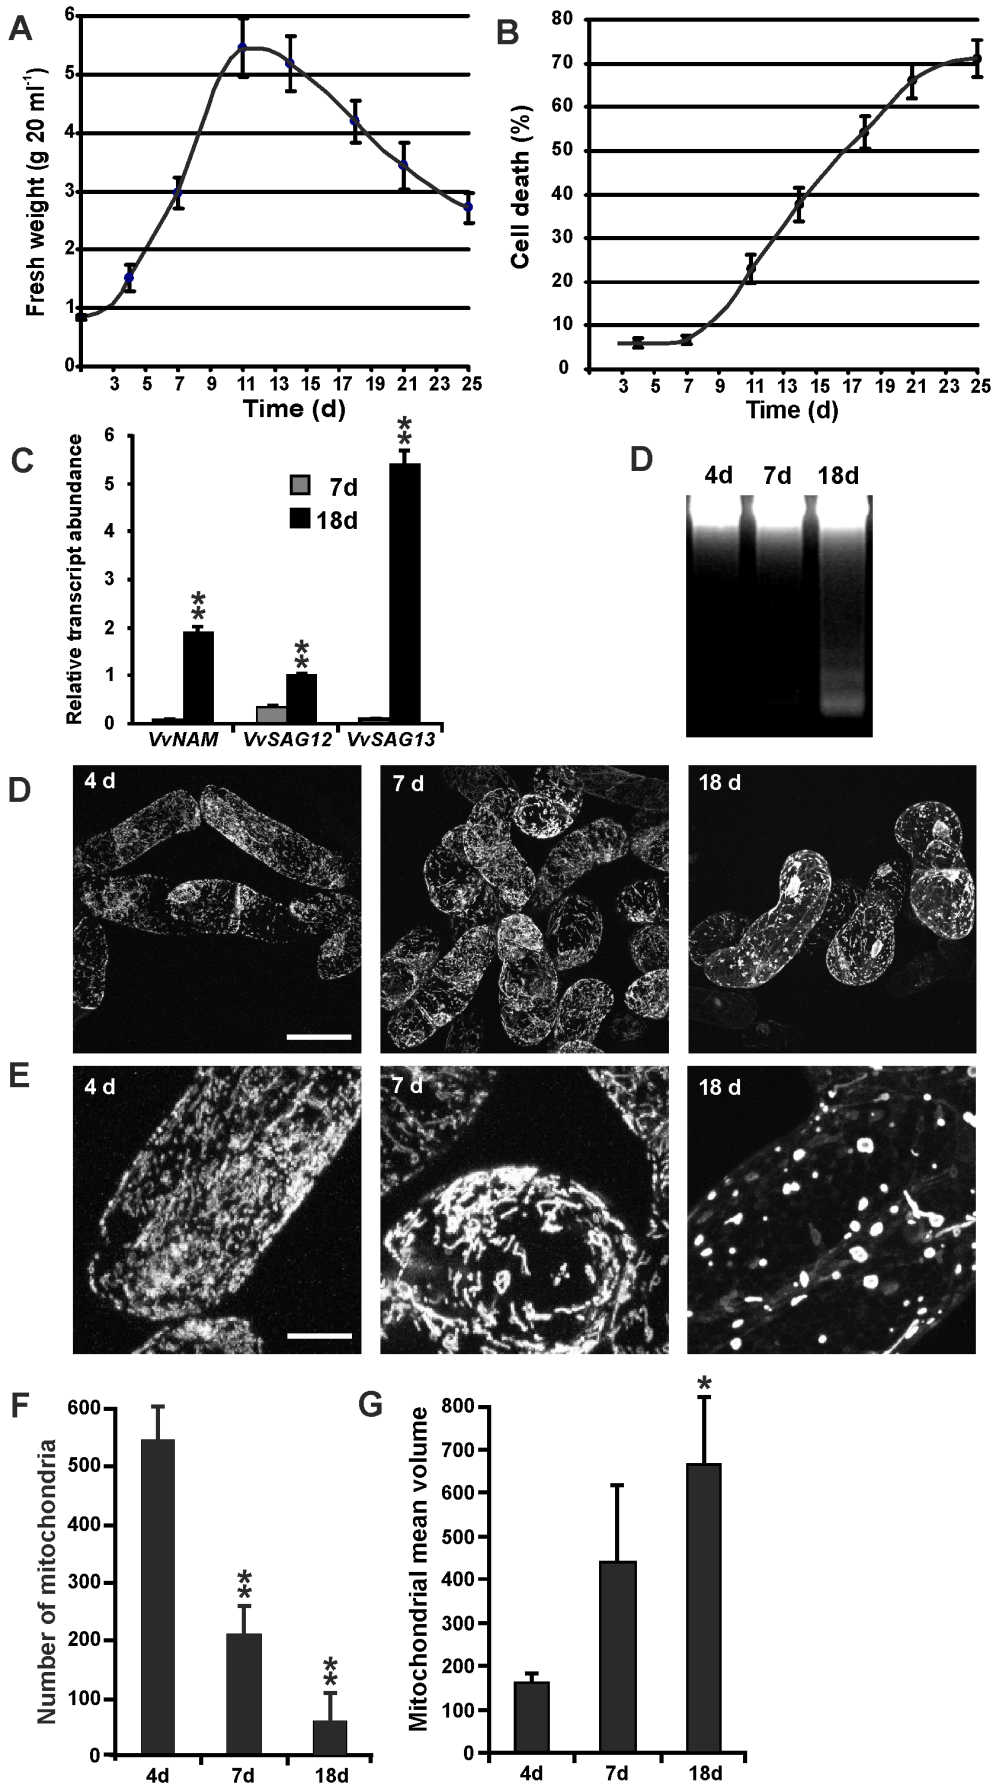 A
Fresh weight (g 20 ml⁻¹)
6
5
4
3
2
1
0
3 5 7 9 11 13 15 17 19 21 23 25
Time (d)
B
Cell death (%)
80
70
60
50
40
30
20
10
0
3 5 7 9 11 13 15 17 19 21 23 25
Time (d)
C
Relative transcript abundance
6
5
4
3
2
1
0
7d
18d
**
**
**
VvNAM VvSAG12 VvSAG13
D
4d 7d 18d
D
4 d
7 d
18 d
E
4 d
7 d
18 d
F
Number of mitochondria
600
500
400
300
200
100
0
**
**
4d 7d 18d
G
Mitochondrial mean volume
800
700
600
500
400
300
200
100
0
*
4d 7d 18d